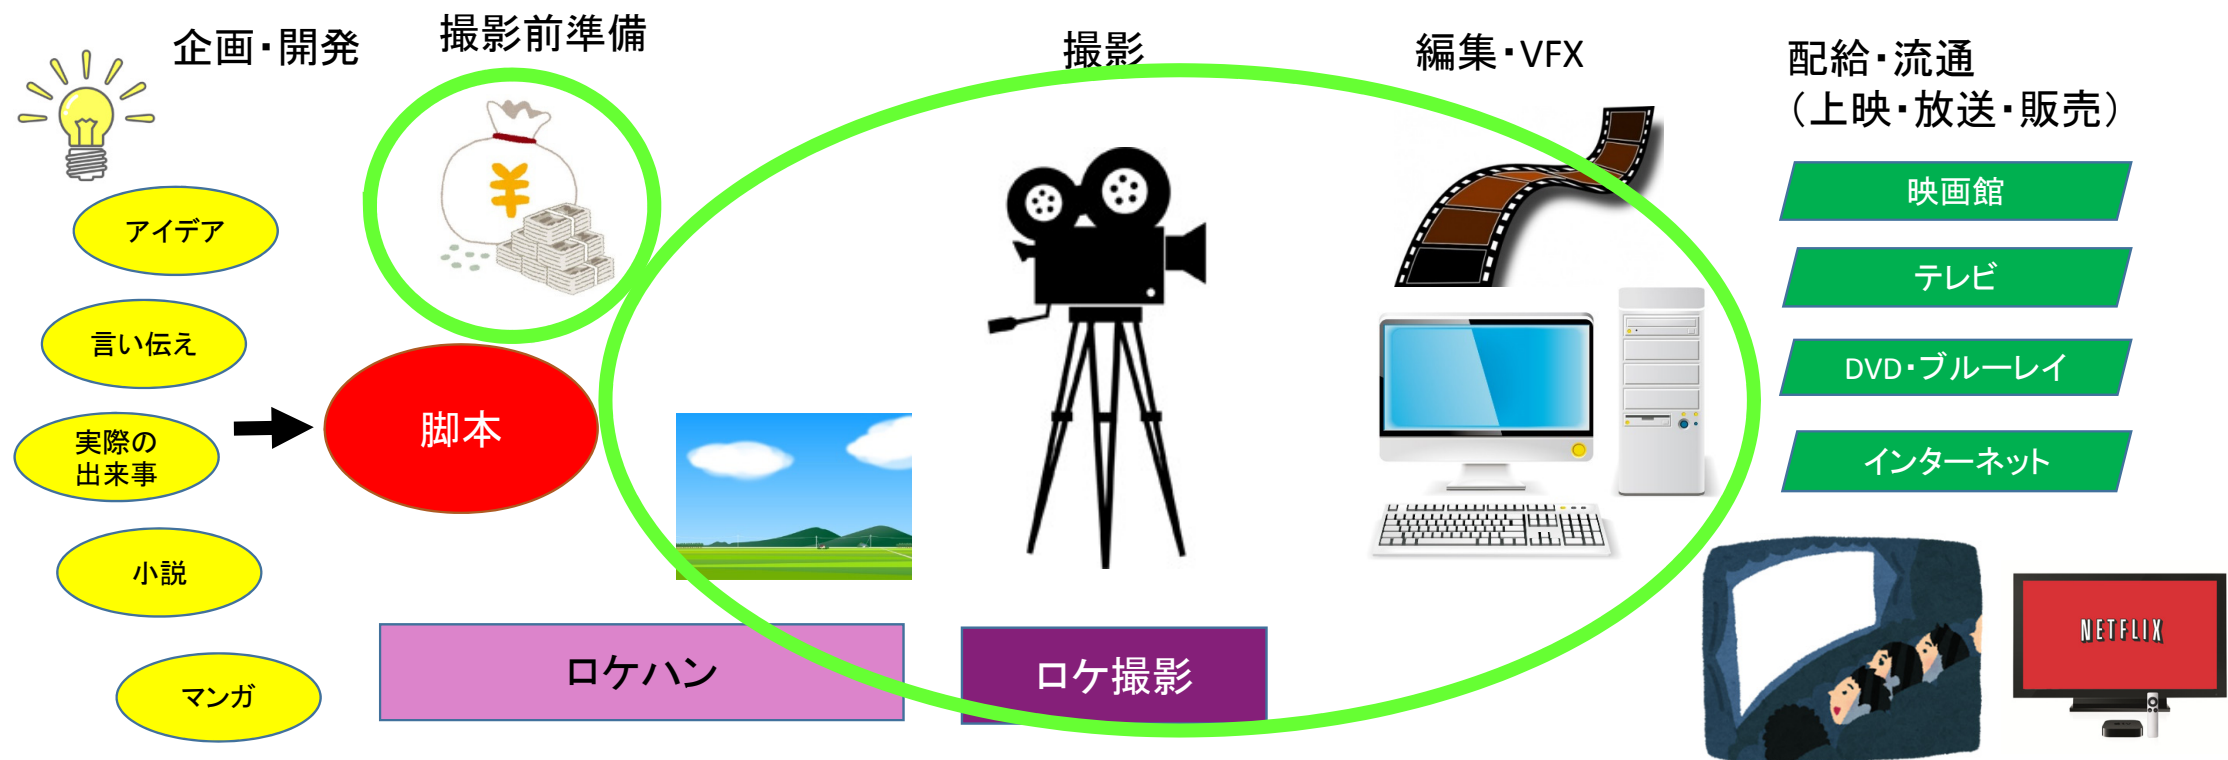 企画・開発
撮影前準備
撮影
編集・VFX
配給・流通
（上映・放送・販売）
アイデア
言い伝え
実際の
出来事
小説
マンガ
¥
脚本
ロケハン
ロケ撮影
映画館
テレビ
DVD・ブルーレイ
インターネット
NETFLIX